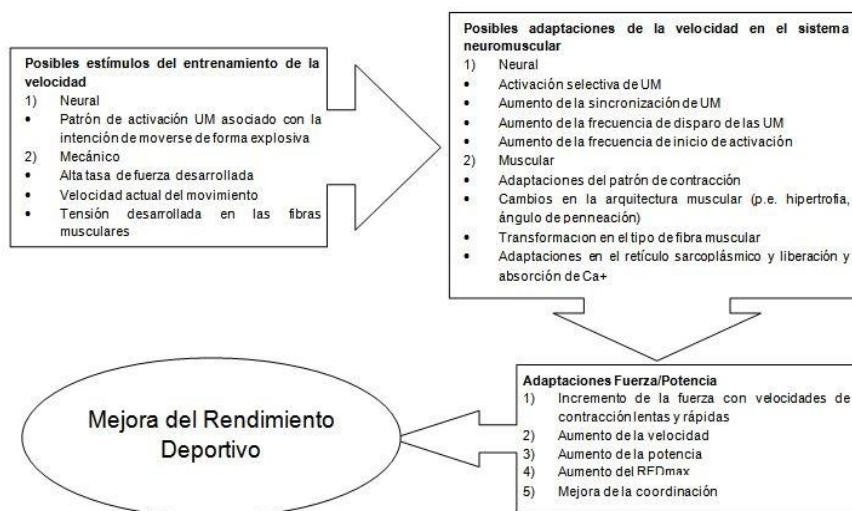 Posibles estímulos del entrenamiento de la
velocidad
1) Neural
• Patrón de activación UM asociado con la
intención de moverse de forma explosiva
2) Mecánico
• Alta tasa de fuerza desarrollada
• Velocidad actual del movimiento
• Tensión desarrollada en las fibras
musculares
Posibles adaptaciones de la velocidad en el sistema
neuromuscular
1) Neural
• Activación selectiva de UM
• Aumento de la sincronización de UM
• Aumento de la frecuencia de disparo de las UM
• Aumento de la frecuencia de inicio de activación
2) Muscular
• Adaptaciones del patrón de contracción
• Cambios en la arquitectura muscular (p.e. hipertrofia,
ángulo de penneación)
• Transformacion en el tipo de fibra muscular
• Adaptaciones en el retículo sarcoplásmico y liberación y
absorción de Ca+
Adaptaciones Fuerza/Potencia
1) Incremento de la fuerza con velocidades de
contracción lentas y rápidas
2) Aumento de la velocidad
3) Aumento de la potencia
4) Aumento del RFDmax
5) Mejora de la coordinación
Mejora del Rendimiento
Deportivo